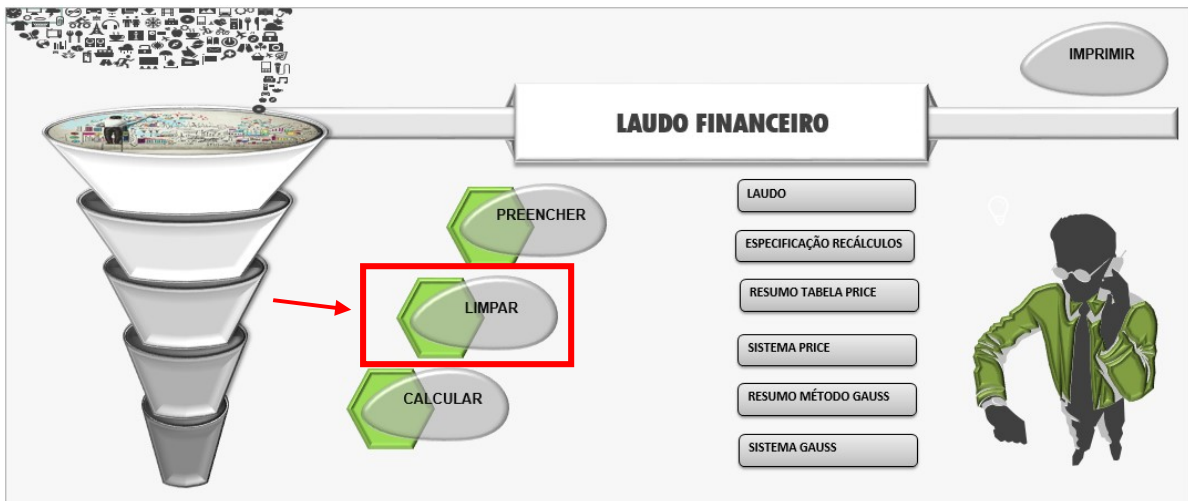 IMPRIMIR
LAUDO FINANCEIRO
PREENCHER
LIMPAR
CALCULAR
LAUDO
ESPECIFICAÇÃO RECÁLCULOS
RESUMO TABELA PRICE
SISTEMA PRICE
RESUMO MÉTODO GAUSS
SISTEMA GAUSS